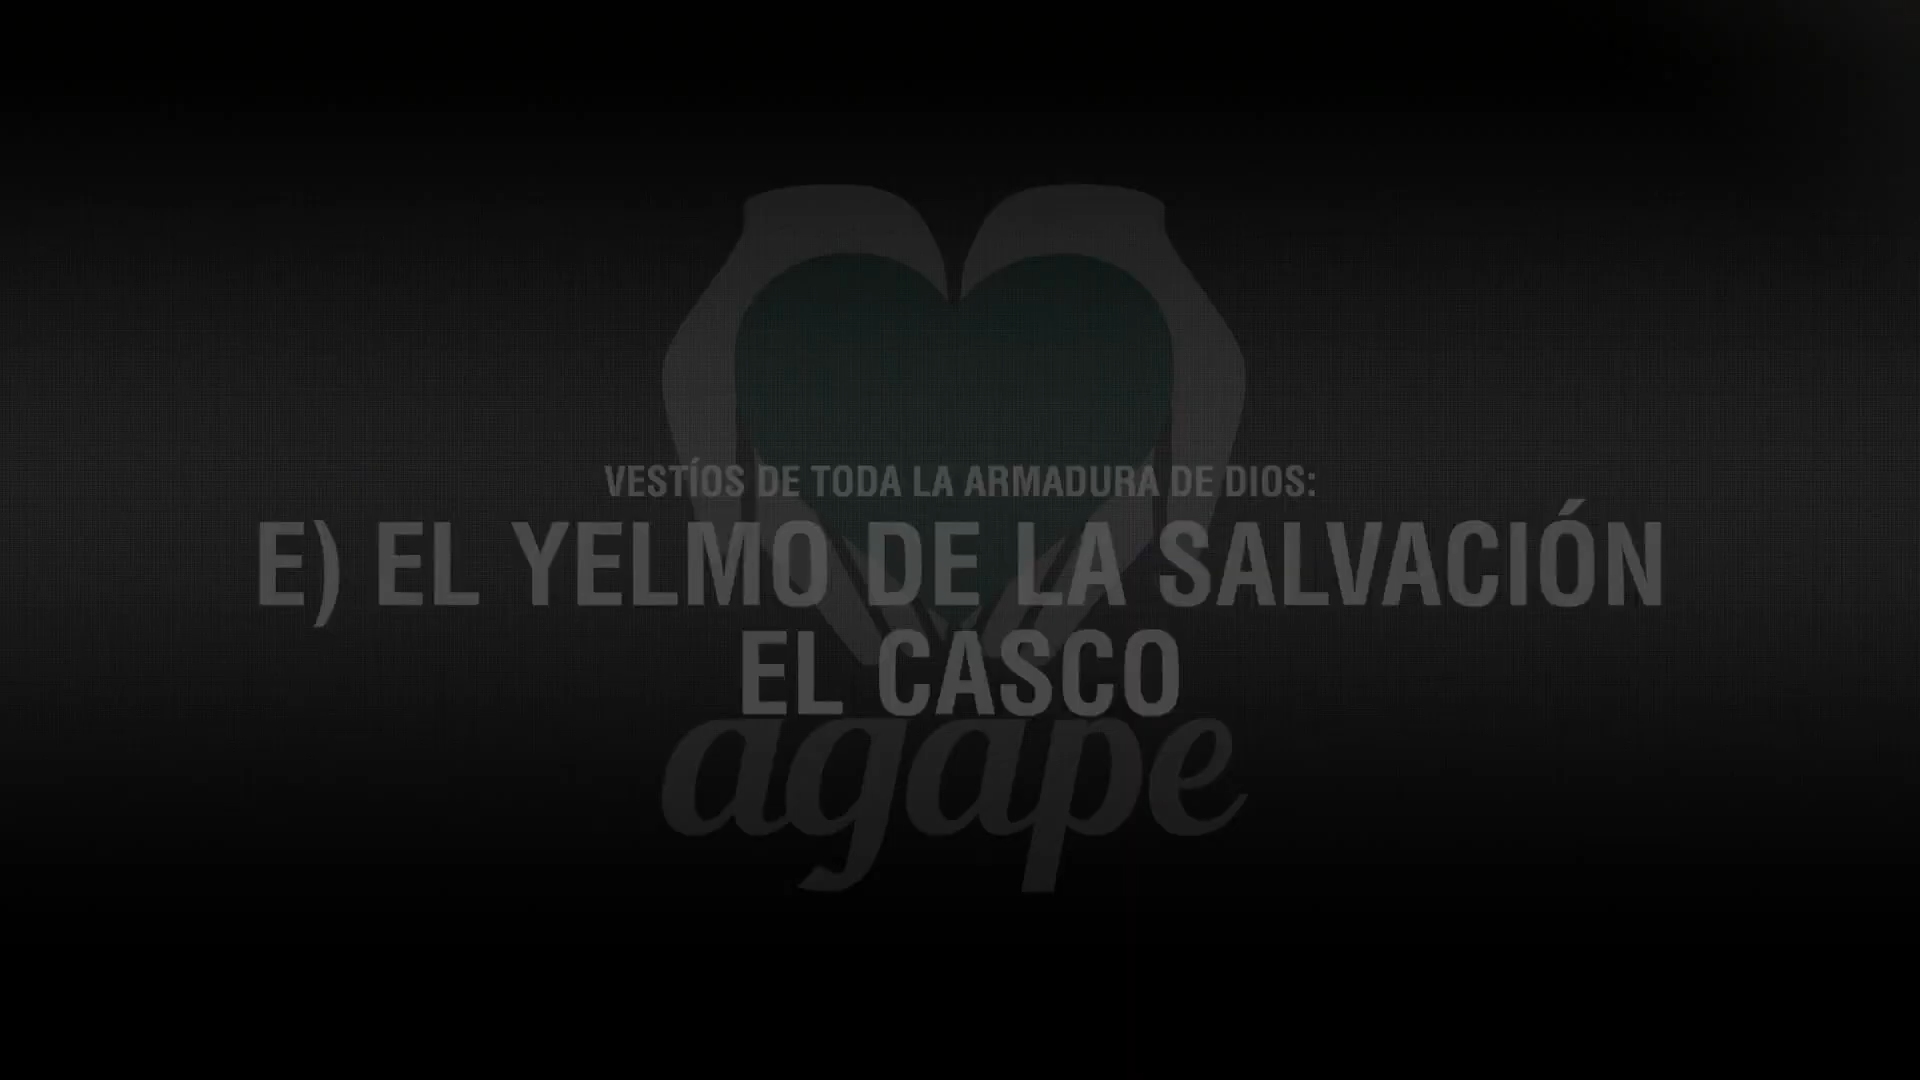 VESTÍOS DE TODA LA ARMADURA DE DIOS:
E) EL YELMO DE LA SALVACIÓN
EL CASCO
agape